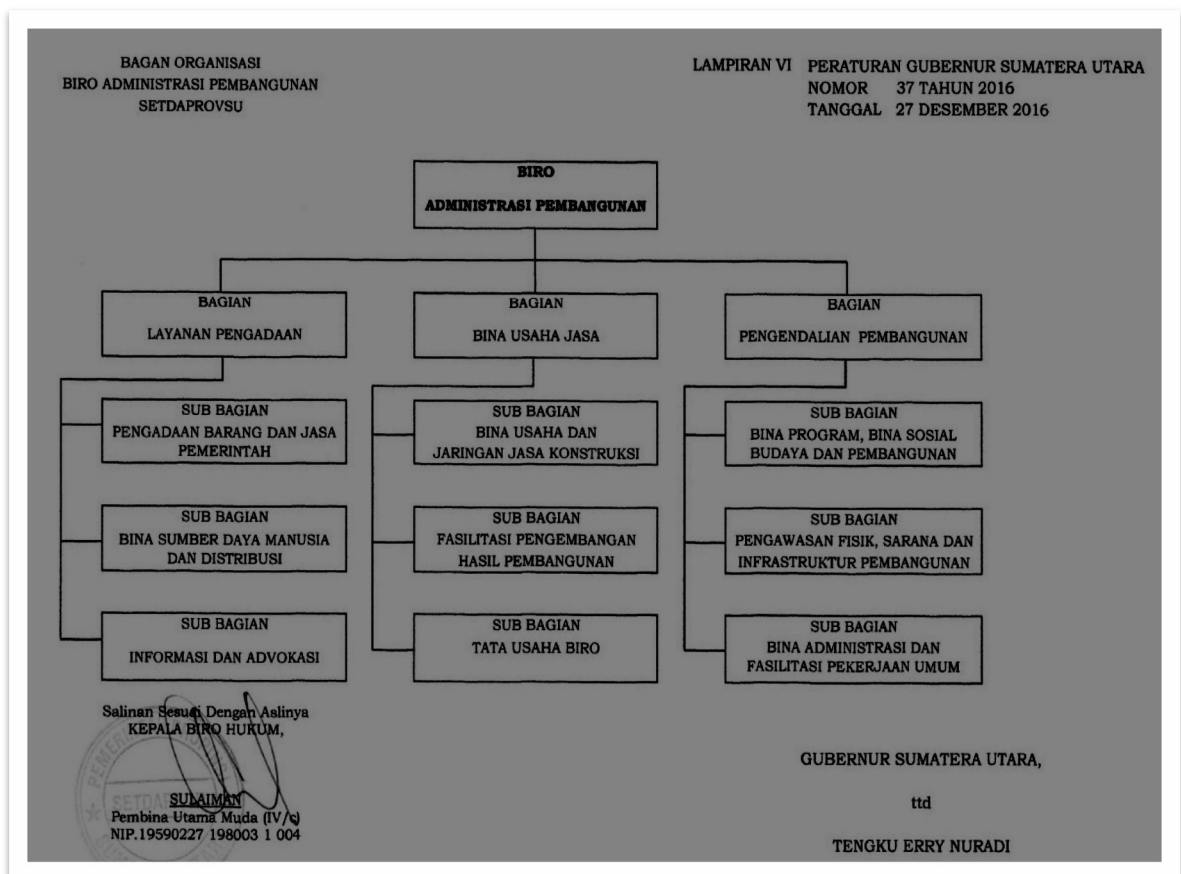 BAGAN ORGANISASI
BIRO ADMINISTRASI PEMBANGUNAN
SETDAPROVSU
LAMPIRAN VI PERATURAN GUBERNUR SUMATERA UTARA
NOMOR 37 TAHUN 2016
TANGGAL 27 DESEMBER 2016
BIRO
ADMINISTRASI PEMBANGUNAN
BAGIAN
LAYANAN PENGADAAN
BAGIAN
BINA USAHA JASA
BAGIAN
PENGENDALIAN PEMBANGUNAN
SUB BAGIAN
PENGADAAN BARANG DAN JASA
PEMERINTAH
SUB BAGIAN
BINA USAHA DAN
JARINGAN JASA KONSTRUKSI
SUB BAGIAN
BINA PROGRAM, BINA SOSIAL
BUDAYA DAN PEMBANGUNAN
SUB BAGIAN
BINA SUMBER DAYA MANUSIA
DAN DISTRIBUSI
SUB BAGIAN
FASILITASI PENGEMBANGAN
HASIL PEMBANGUNAN
SUB BAGIAN
PENGAWASAN FISIK, SARANA DAN
INFRASTRUKTUR PEMBANGUNAN
SUB BAGIAN
INFORMASI DAN ADVOKASI
SUB BAGIAN
TATA USAHA BIRO
SUB BAGIAN
BINA ADMINISTRASI DAN
FASILITASI PEKERJAAN UMUM
Salinan Sesuai Dengan Aslinya
KEPALA BIRO HUKUM,
SULAIMAN
Pembina Utama Muda (IV/c)
NIP.19590227 198003 1 004
GUBERNUR SUMATERA UTARA,
ttd
TENGKU ERRY NURADI